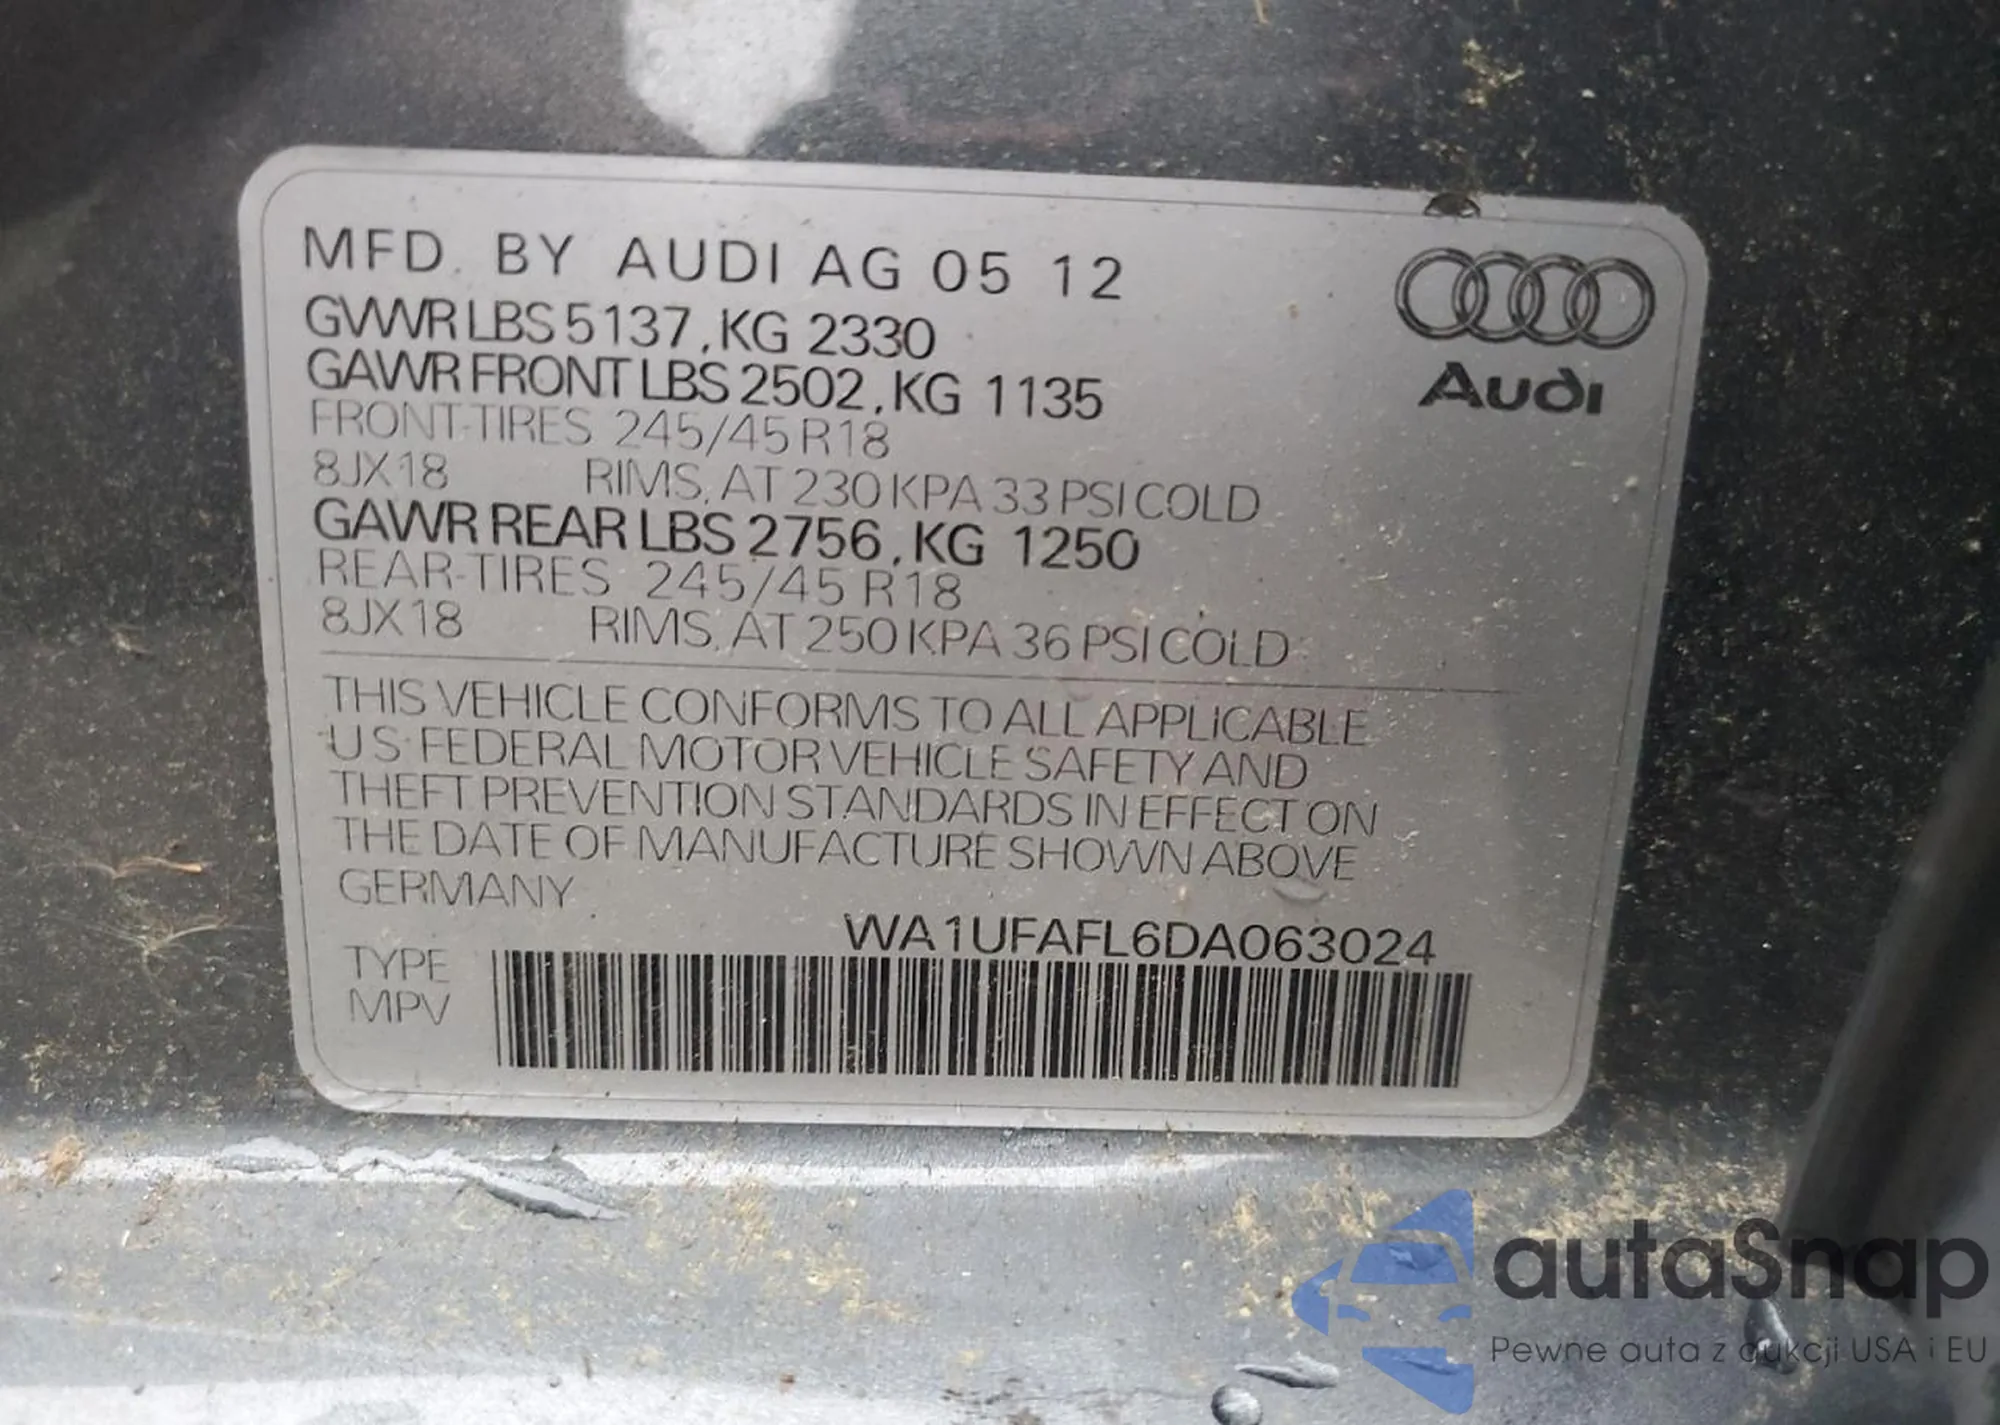 MFD. BY AUDI AG 05 12
GVWR LBS 5137, KG 2330
GAWR FRONT LBS 2502, KG 1135
FRONT-TIRES 245/45 R18
8JX18 RIMS, AT 230 KPA 33 PSI COLD
GAWR REAR LBS 2756, KG 1250
REAR-TIRES 245/45 R18
8JX18 RIMS, AT 250 KPA 36 PSI COLD
Audi
THIS VEHICLE CONFORMS TO ALL APPLICABLE
US FEDERAL MOTOR VEHICLE SAFETY AND
THEFT PREVENTION STANDARDS IN EFFECT ON
THE DATE OF MANUFACTURE SHOWN ABOVE
GERMANY
WA1UFAFL6DA063024
TYPE
MPV
autaSnap
Pewne auta z aukcji USA i EU